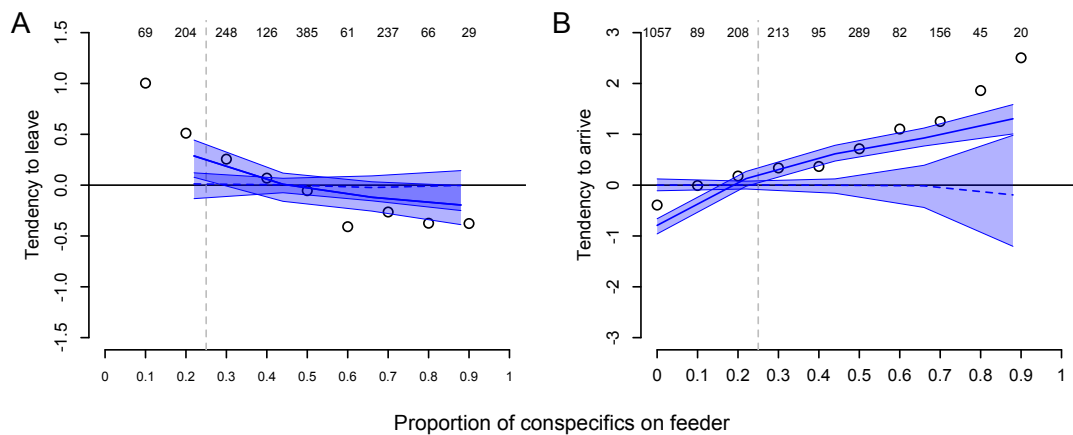 A
69 204 248 126 385 61 237 66 29
Tendency to leave
1.5
1.0
0.5
0.0
-0.5
-1.0
-1.5
0 0.1 0.2 0.3 0.4 0.5 0.6 0.7 0.8 0.9 1
B
1057 89 208 213 95 289 82 156 45 20
Tendency to arrive
3
2
1
0
-1
-2
-3
0 0.1 0.2 0.3 0.4 0.5 0.6 0.7 0.8 0.9 1
Proportion of conspecifics on feeder